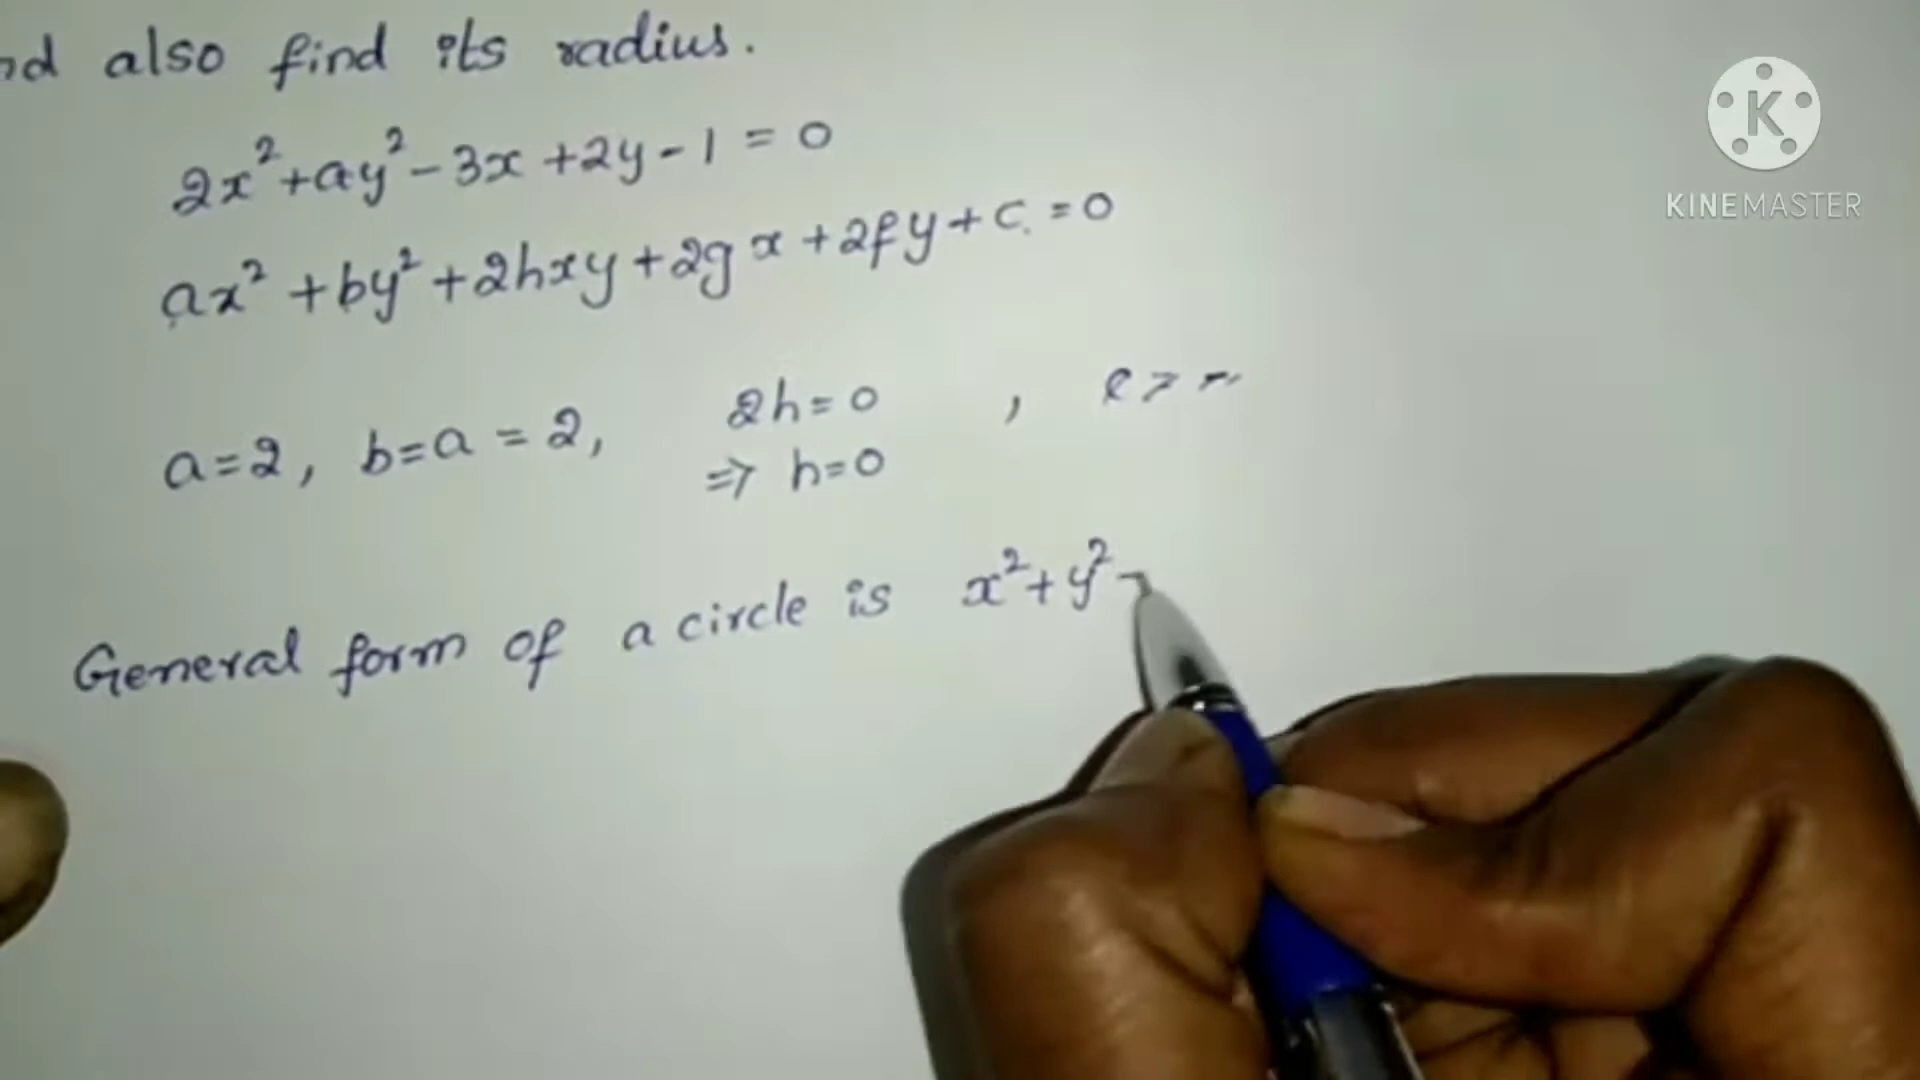 also find its radius.
2x² + ay² - 3x + 2y - 1 = 0
ax² + by² + 2hxy + 2gx + 2fy + c = 0
a = 2, b = a = 2, 2h = 0 ,
⇒ h = 0
General form of a circle is x² + y² -
K
KINEMASTER